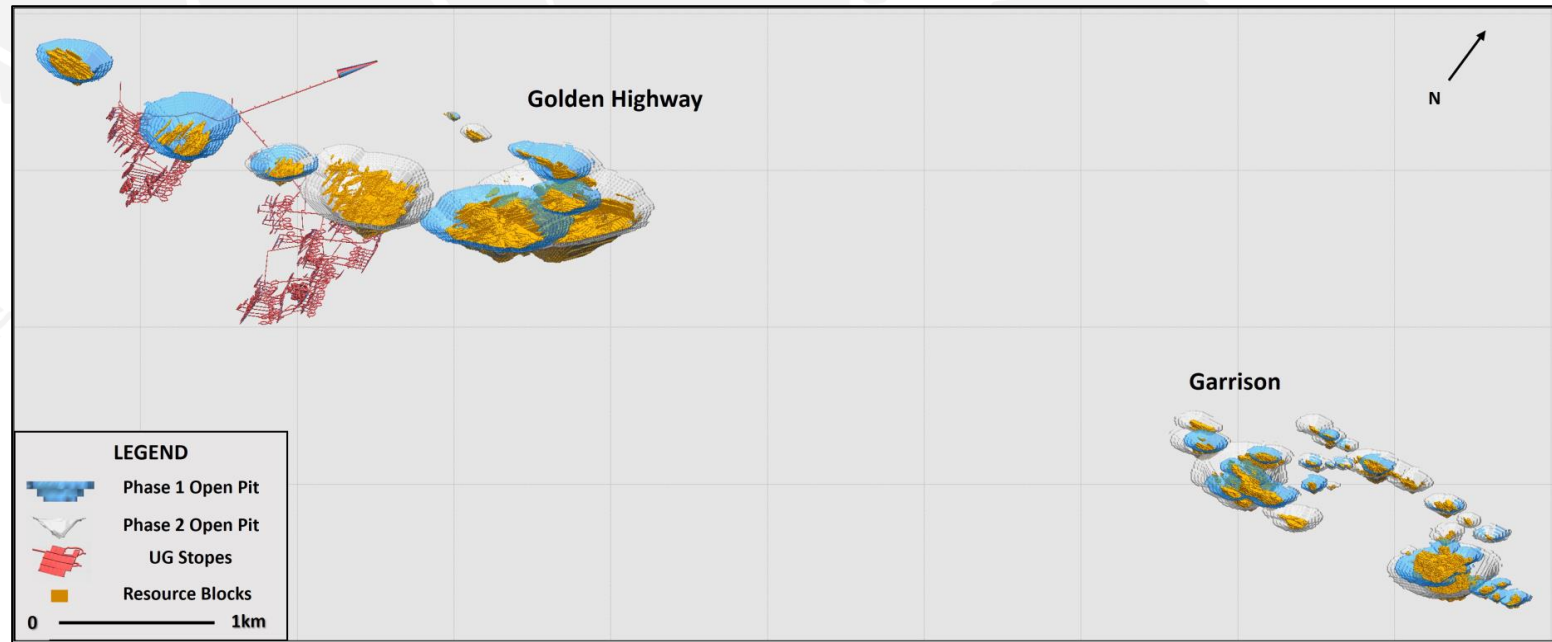 Golden Highway
N
Garrison
LEGEND
Phase 1 Open Pit
Phase 2 Open Pit
UG Stopes
Resource Blocks
0 1km